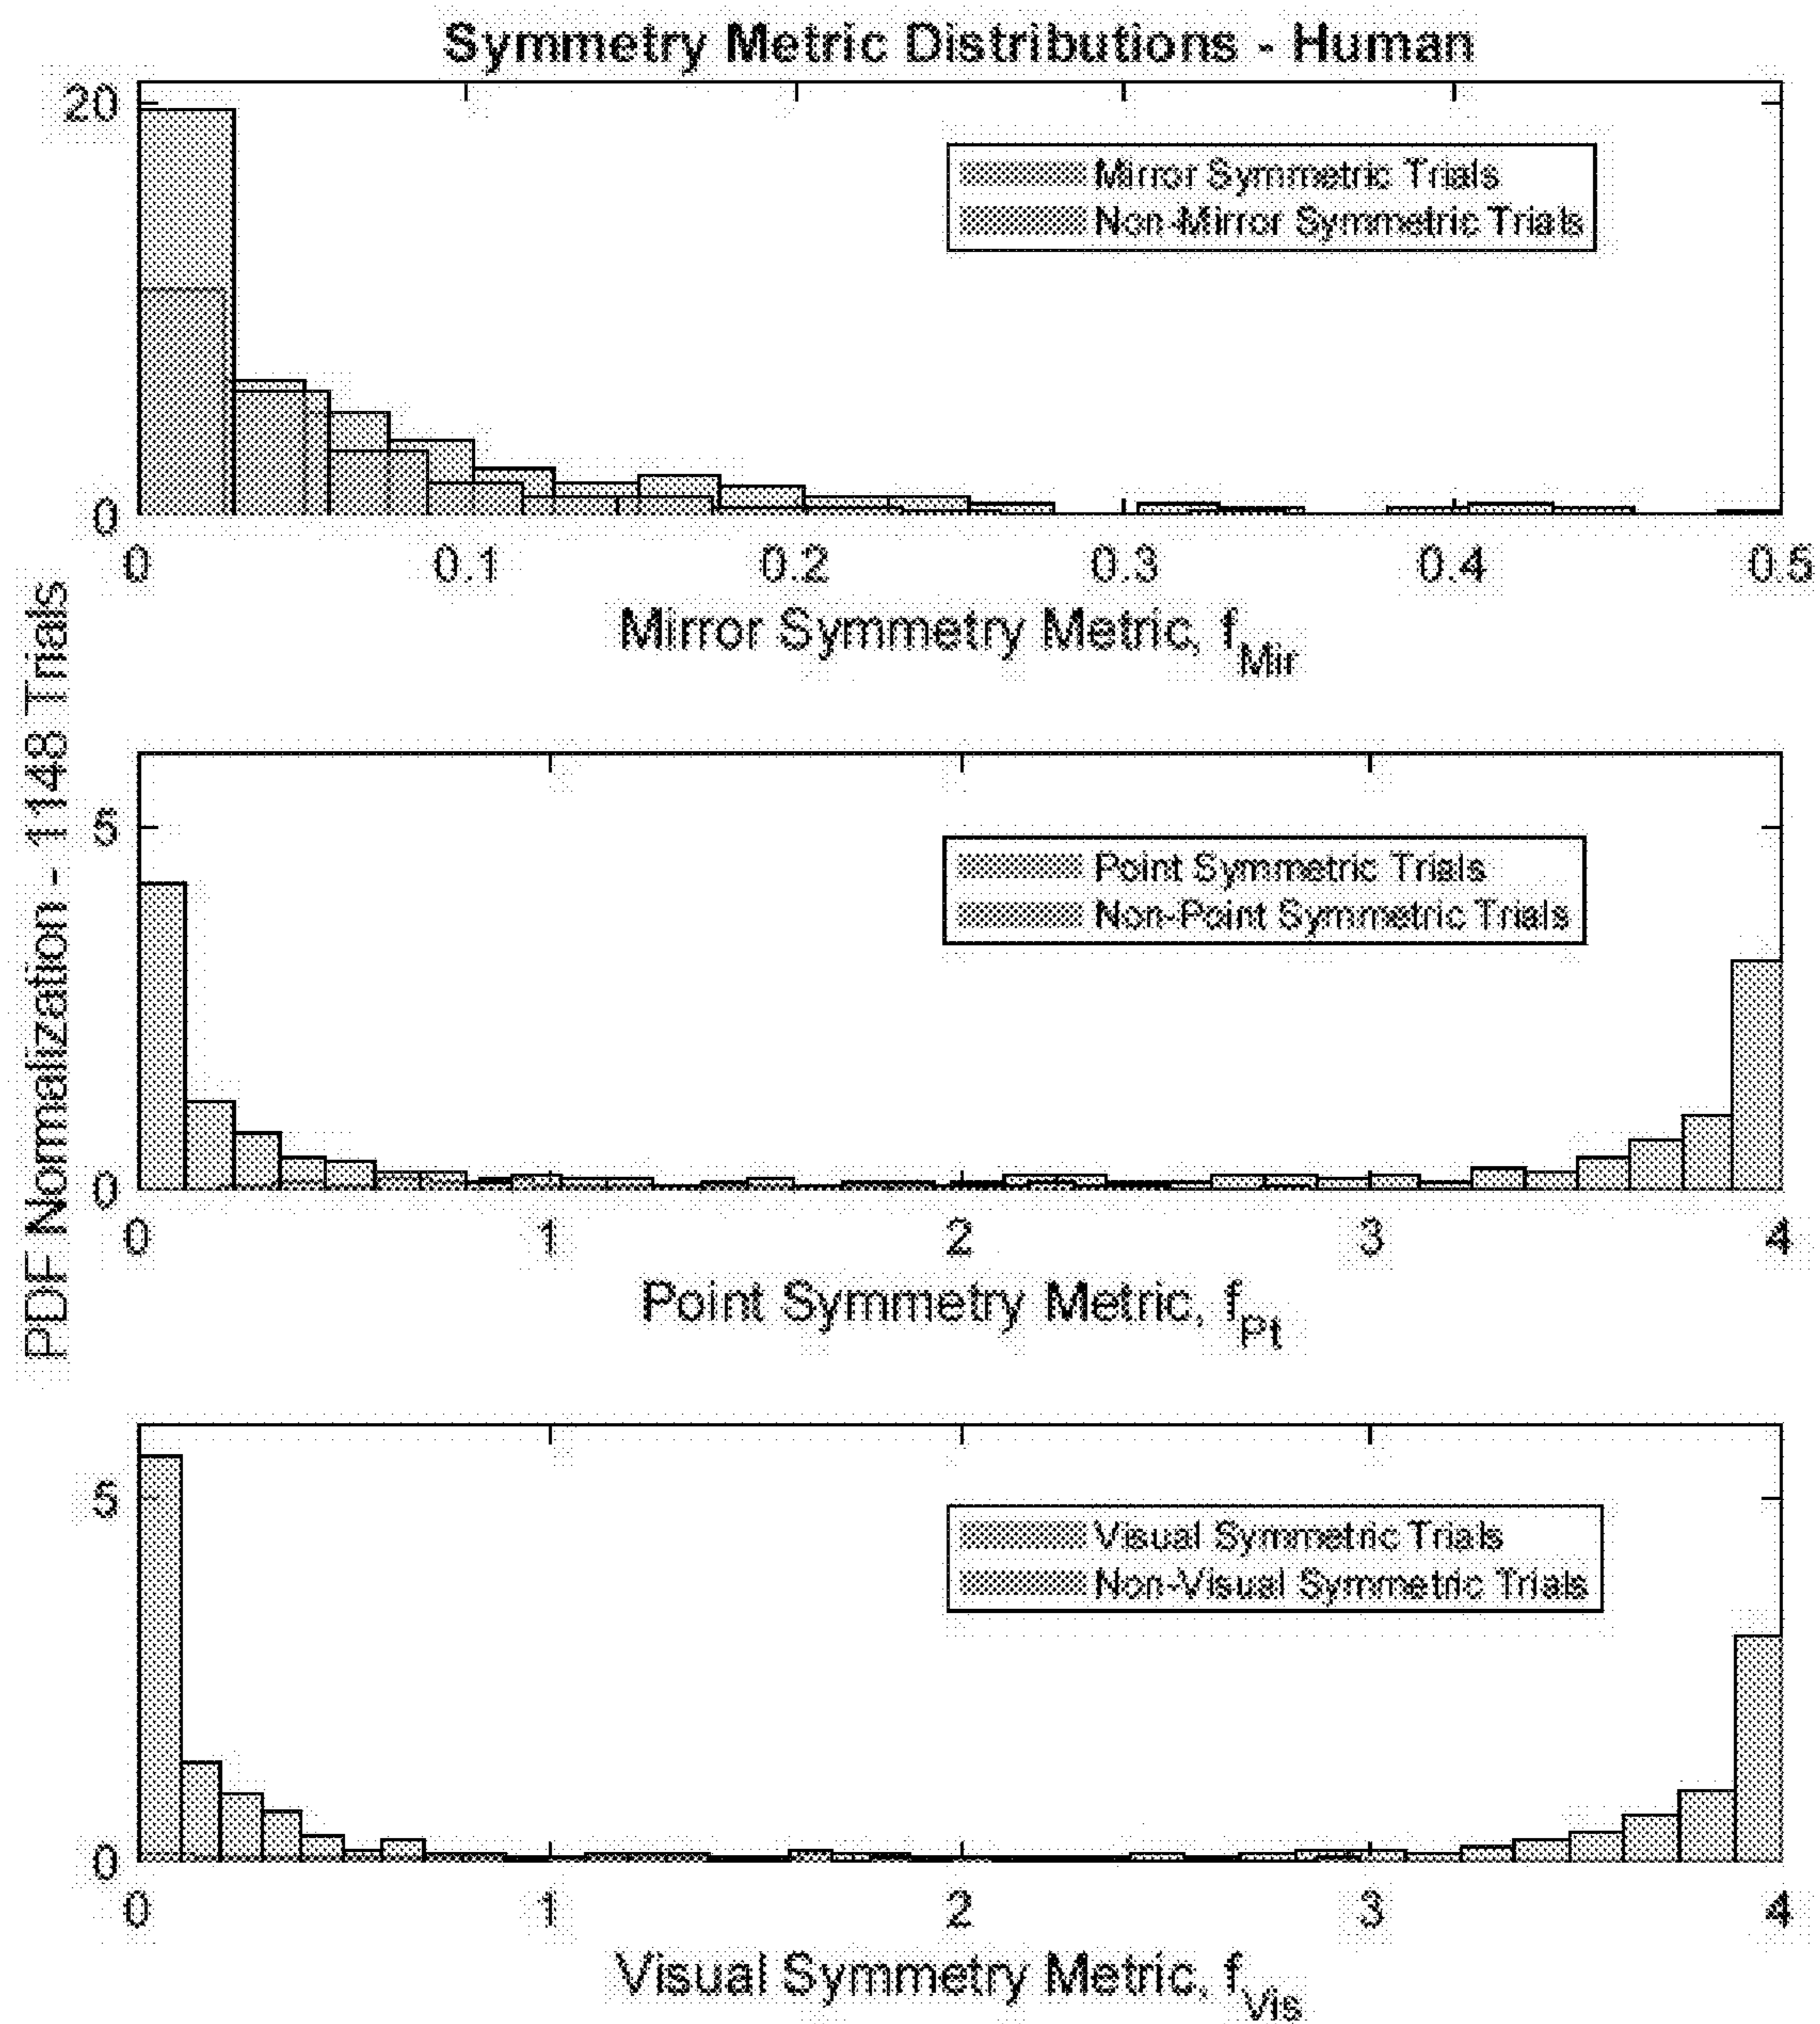 Symmetry Metric Distributions - Human
20
0
Mirror Symmetric Trials
Non-Mirror Symmetric Trials
0 0.1 0.2 0.3 0.4 0.5
Mirror Symmetry Metric, f_Mir
PDF Normalization - 1148 Trials
5
0
Point Symmetric Trials
Non-Point Symmetric Trials
0 1 2 3 4
Point Symmetry Metric, f_Pt
5
0
Visual Symmetric Trials
Non-Visual Symmetric Trials
0 1 2 3 4
Visual Symmetry Metric, f_Vis